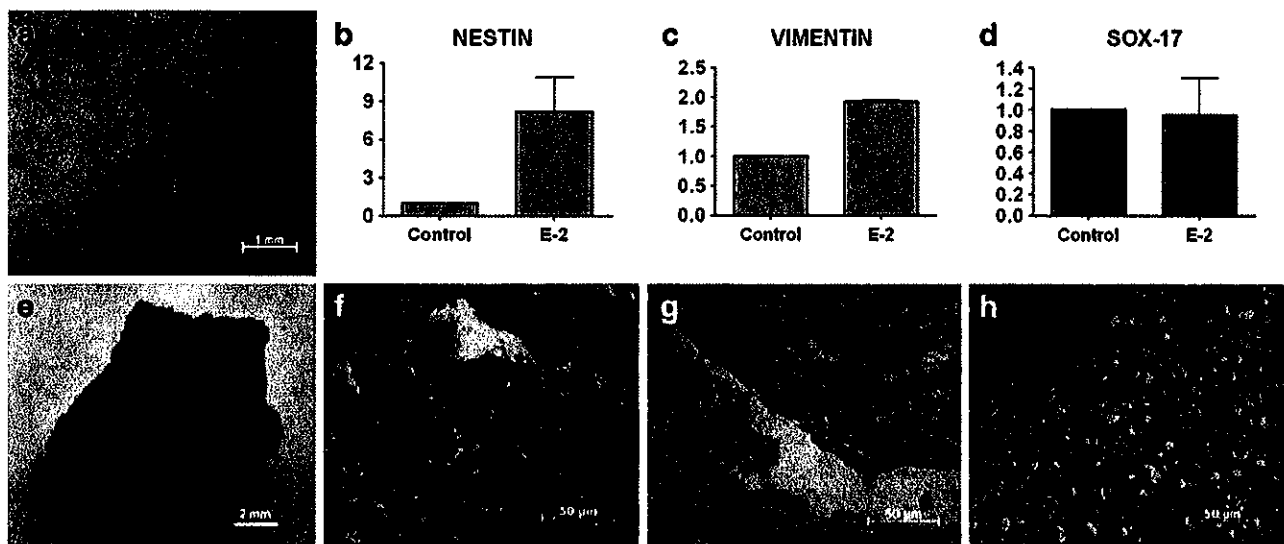 a
b NESTIN
12
9
6
3
0
Control E-2
c VIMENTIN
2.5
2.0
1.5
1.0
0.5
0.0
Control E-2
d SOX-17
1.4
1.2
1.0
0.8
0.6
0.4
0.2
0.0
Control E-2
1 mm
e
2 mm
f
50 µm
g
50 µm
h
50 µm